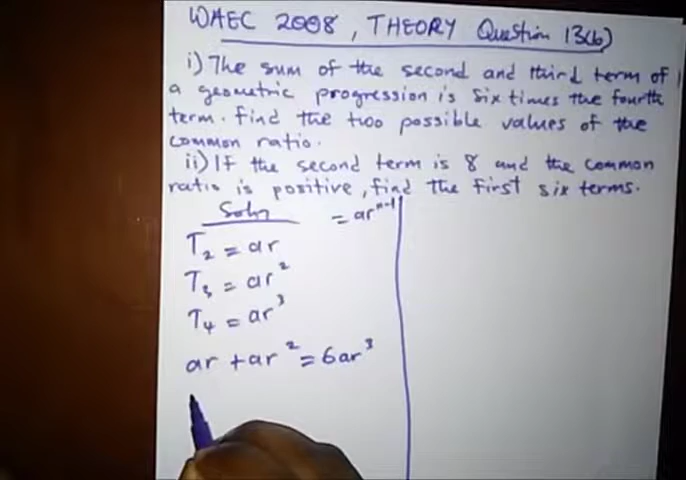 WAEC 2008, THEORY Question 13(b)
i) The sum of the second and third term of
a geometric progression is six times the fourth
term. Find the two possible values of the
common ratio.
ii) If the second term is 8 and the common
ratio is positive, find the first six terms.
Soln
= arⁿ⁻¹
T₂ = ar
T₃ = ar²
T₄ = ar³
ar + ar² = 6ar³